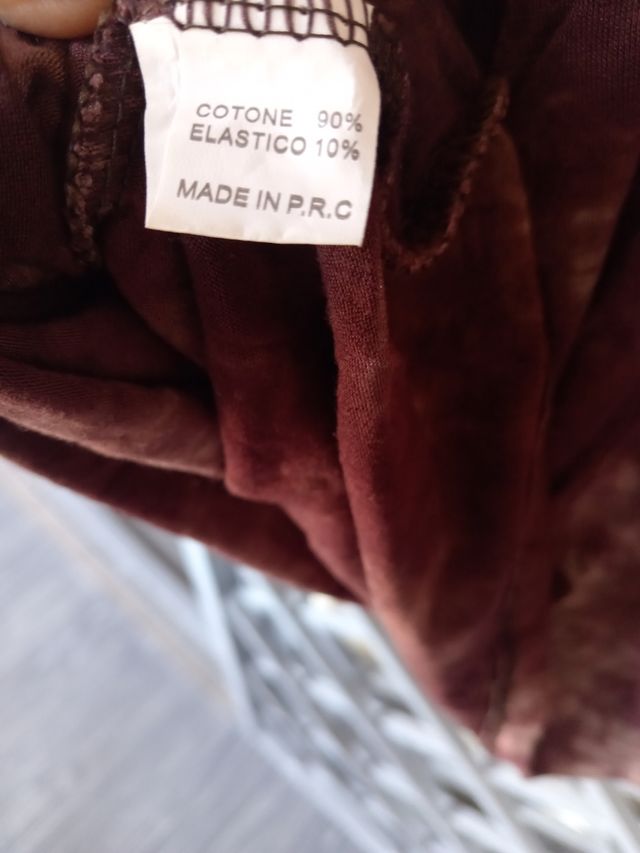 COTONE 90%
ELASTICO 10%
MADE IN P.R.C